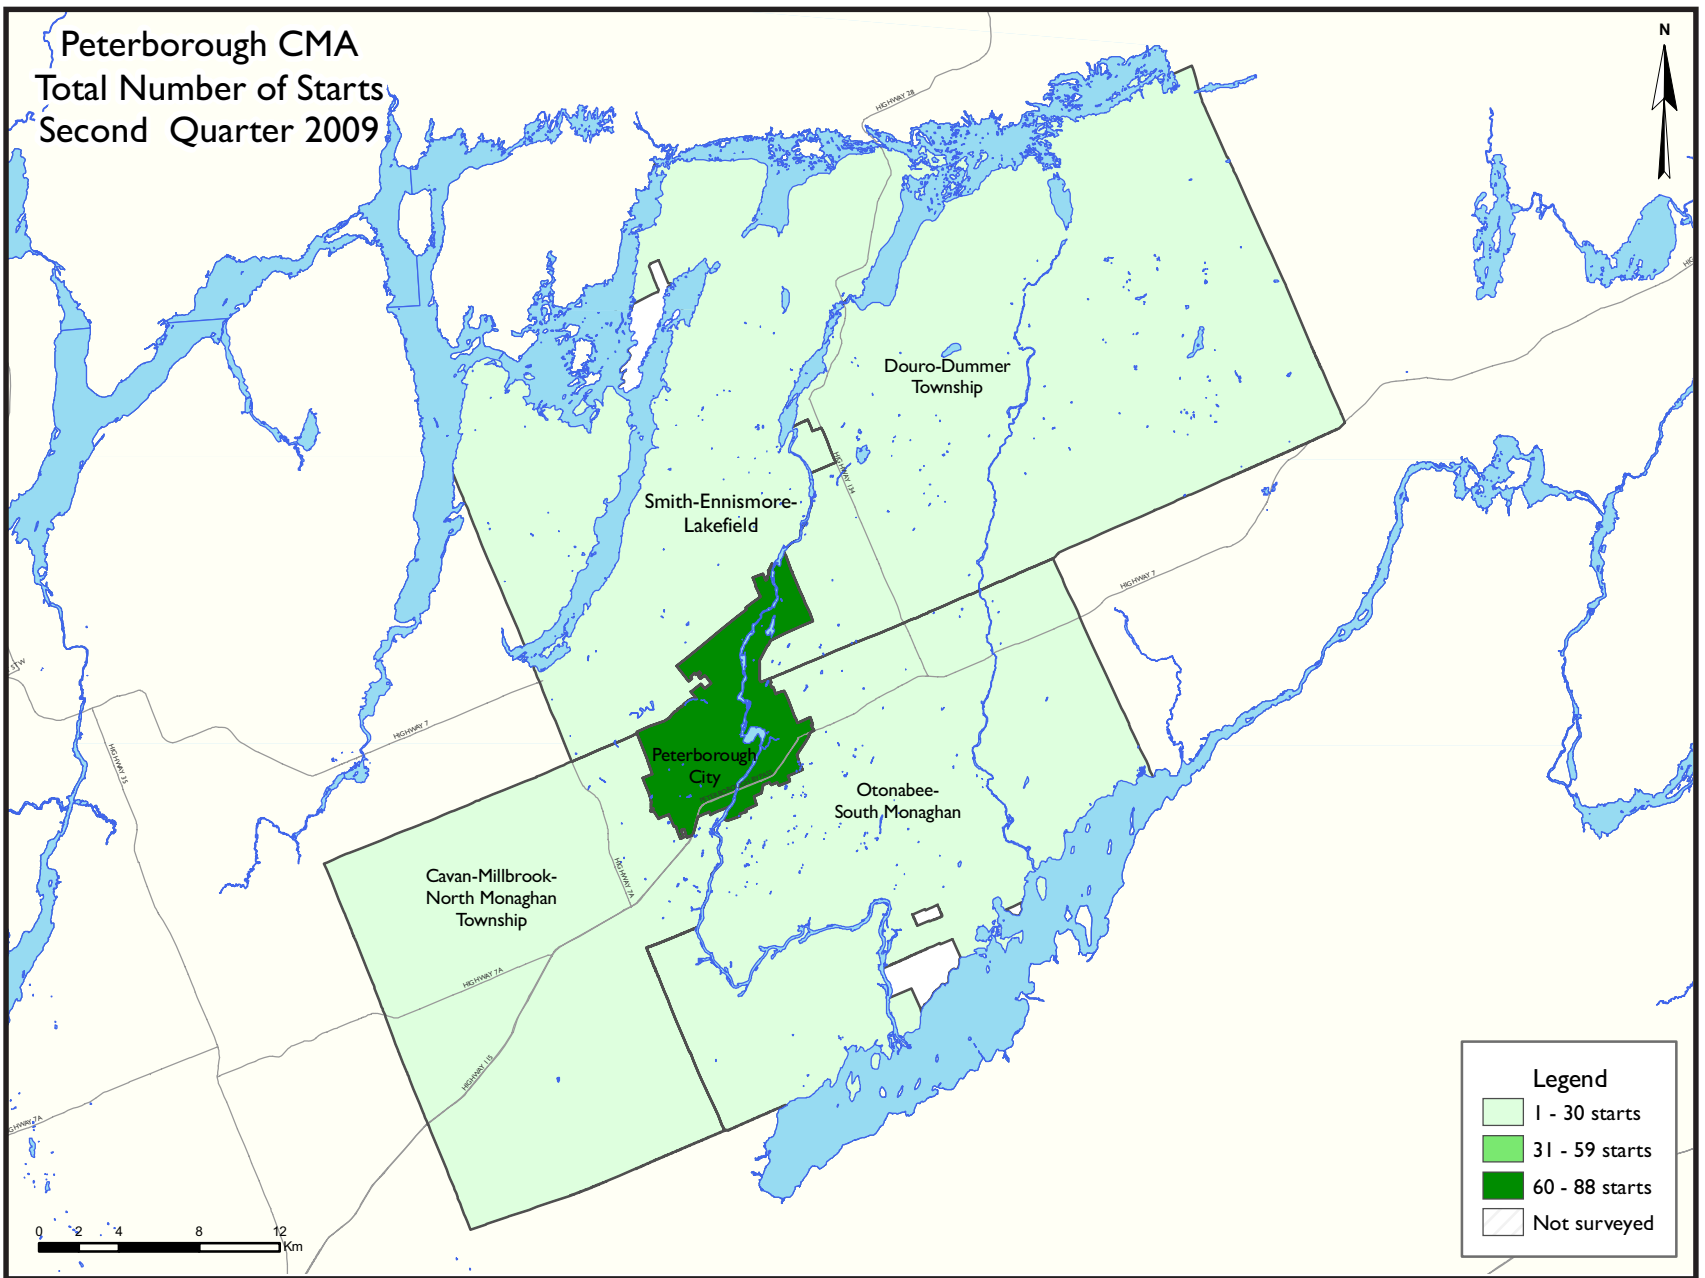 Peterborough CMA
Total Number of Starts
Second Quarter 2009
N
HIGHWAY 28
Douro-Dummer
Township
HIGHWAY 134
Smith-Ennismore-
Lakefield
HIGHWAY 7
HIGHWAY 7
HIGHWAY 35
Peterborough
City
Otonabee-
South Monaghan
HIGHWAY 7A
Cavan-Millbrook-
North Monaghan
Township
HIGHWAY 7A
HIGHWAY 115
GHWAY 7A
Legend
1 - 30 starts
31 - 59 starts
60 - 88 starts
Not surveyed
0 2 4 8 12
Km